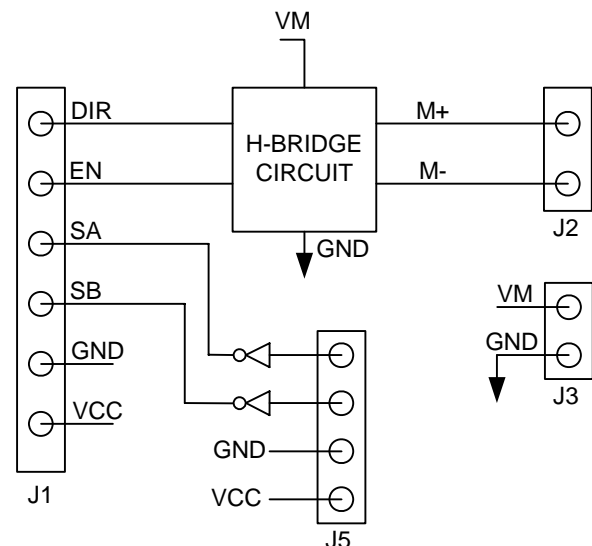 VM
DIR
H-BRIDGE
CIRCUIT
M+
EN
M-
SA
GND
J2
SB
VM
GND
GND
J3
VCC
GND
VCC
J1
J5